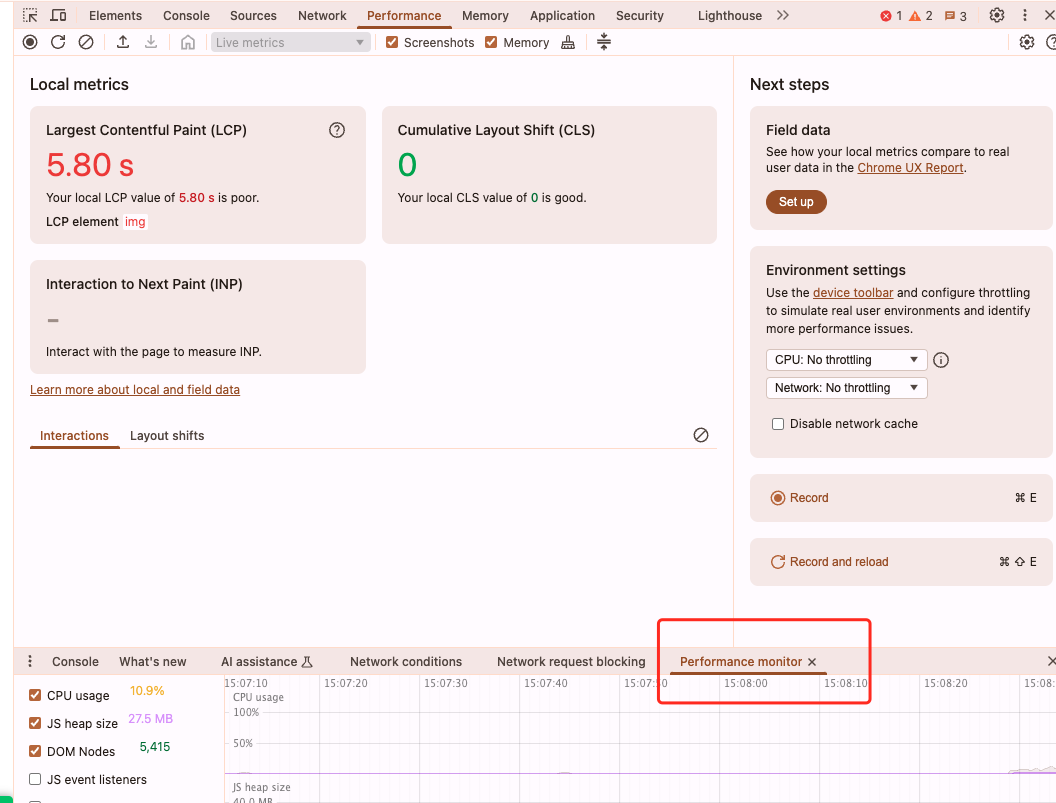 Elements Console Sources Network Performance Memory Application Security Lighthouse 1 2 3
Live metrics Screenshots Memory
Local metrics
Largest Contentful Paint (LCP)
5.80 s
Your local LCP value of 5.80 s is poor.
LCP element img
Cumulative Layout Shift (CLS)
0
Your local CLS value of 0 is good.
Interaction to Next Paint (INP)
–
Interact with the page to measure INP.
Learn more about local and field data
Interactions Layout shifts
Next steps
Field data
See how your local metrics compare to real
user data in the Chrome UX Report.
Set up
Environment settings
Use the device toolbar and configure throttling
to simulate real user environments and identify
more performance issues.
CPU: No throttling
Network: No throttling
Disable network cache
Record ⌘ E
Record and reload ⌘ ⇧ E
Console What's new AI assistance Network conditions Network request blocking Performance monitor
CPU usage 10.9%
JS heap size 27.5 MB
DOM Nodes 5,415
JS event listeners
15:07:10 15:07:20 15:07:30 15:07:40 15:07:50 15:08:00 15:08:10 15:08:20 15:08:
CPU usage
100%
50%
JS heap size
40.0 MB